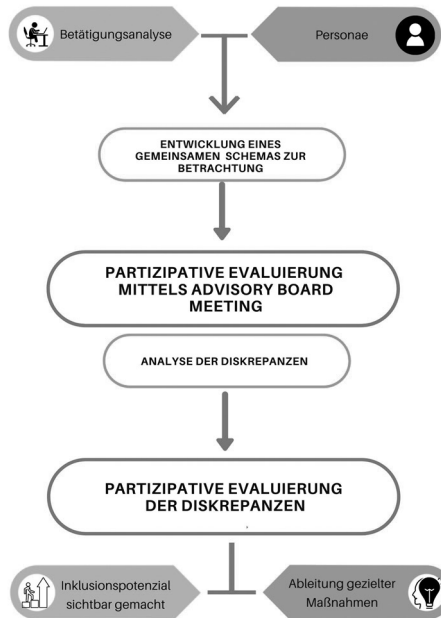 Betätigungsanalyse
Personae
ENTWICKLUNG EINES
GEMEINSAMEN SCHEMAS ZUR
BETRACHTUNG
PARTIZIPATIVE EVALUIERUNG
MITTELS ADVISORY BOARD
MEETING
ANALYSE DER DISKREPANZEN
PARTIZIPATIVE EVALUIERUNG
DER DISKREPANZEN
Inklusionspotenzial
sichtbar gemacht
Ableitung gezielter
Maßnahmen